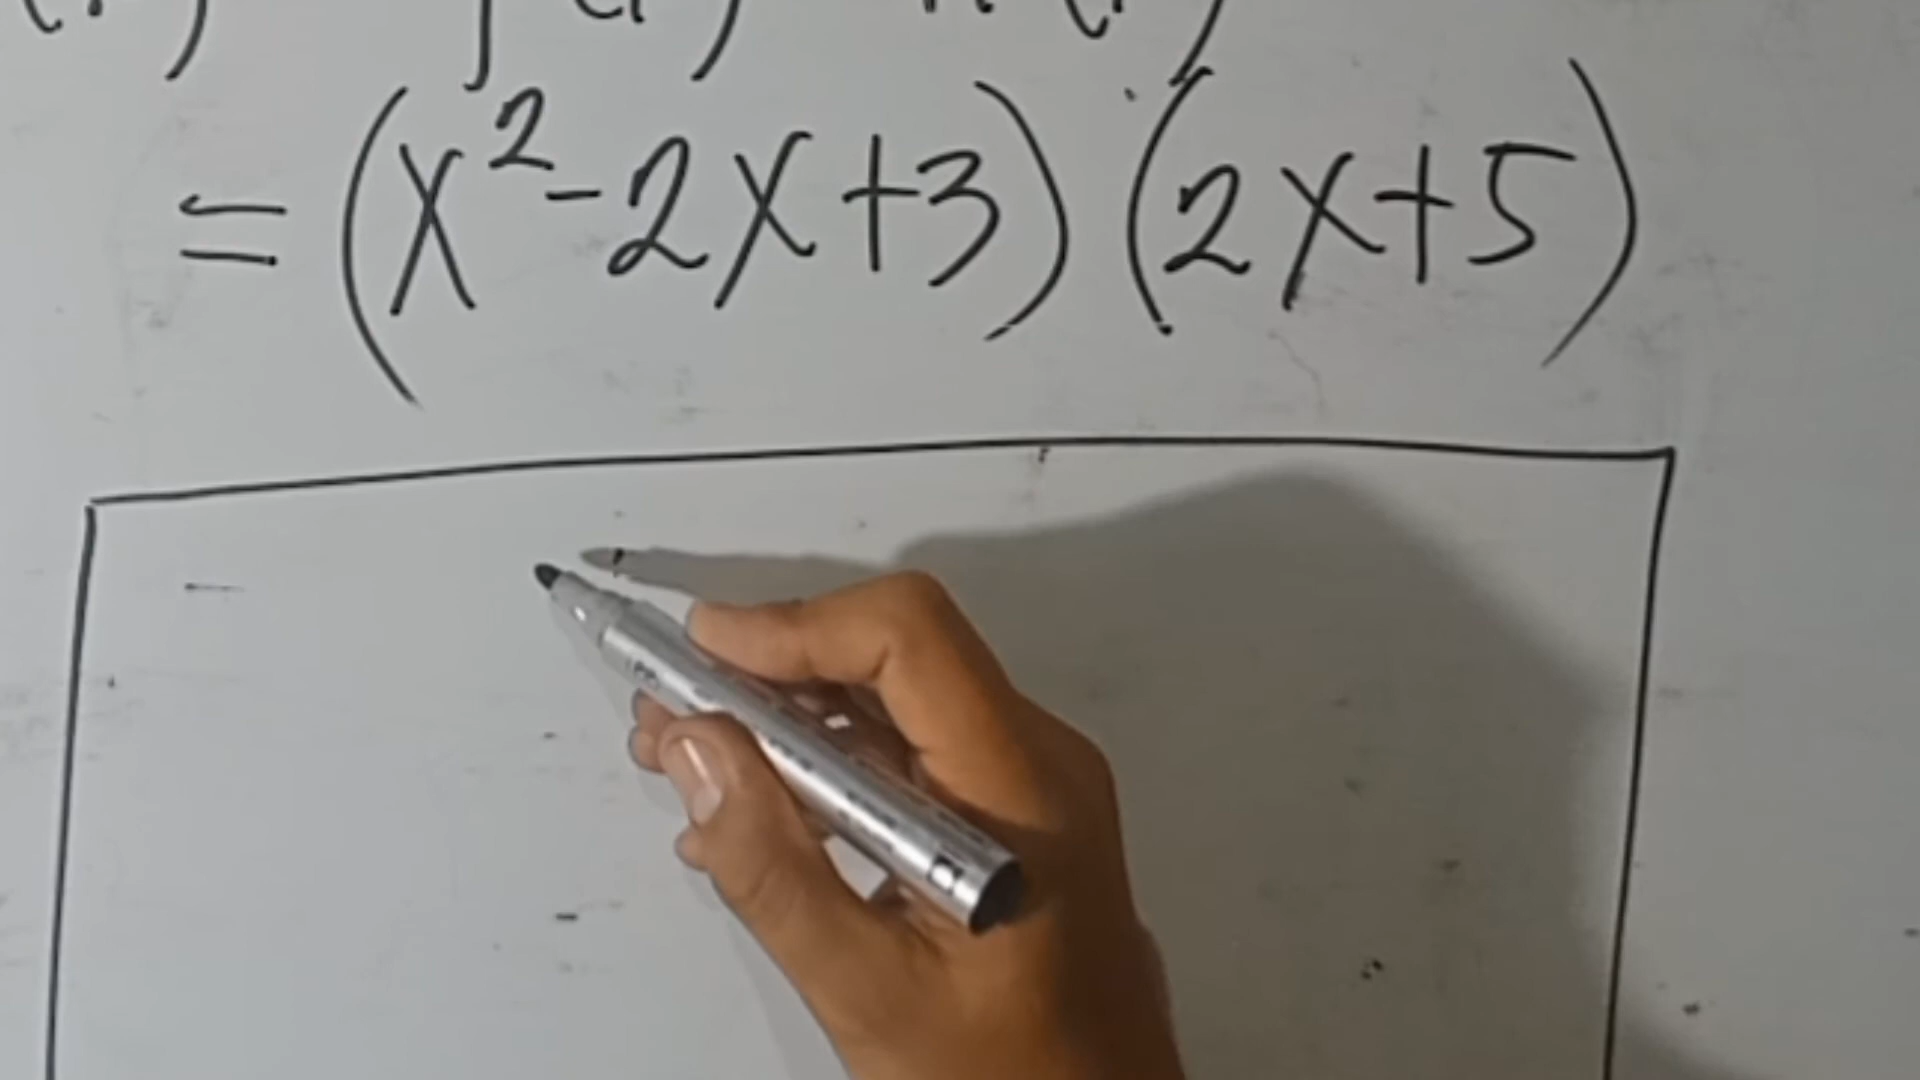 = (x²-2x+3) (2x+5)